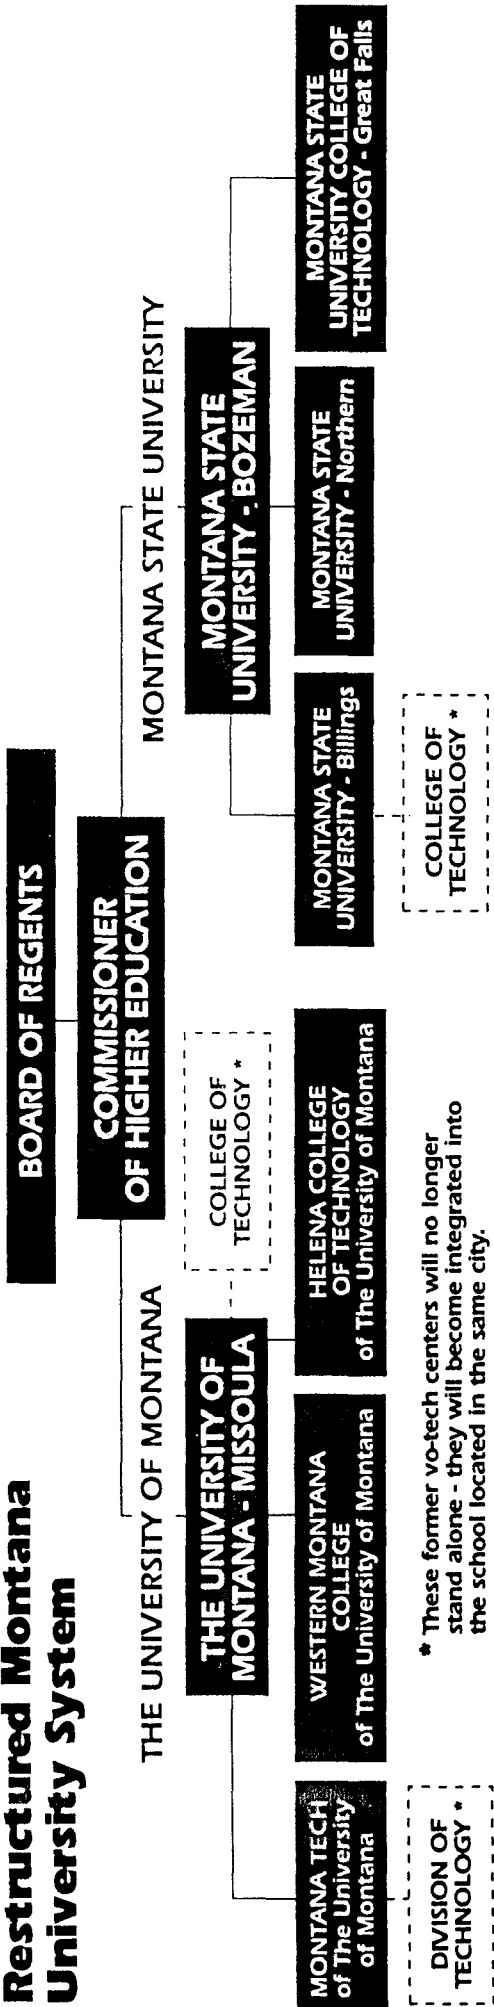 Restructured Montana
University System
BOARD OF REGENTS
COMMISSIONER
OF HIGHER EDUCATION
THE UNIVERSITY OF MONTANA
MONTANA STATE UNIVERSITY
THE UNIVERSITY OF
MONTANA - MISSOULA
COLLEGE OF
TECHNOLOGY *
MONTANA STATE
UNIVERSITY - BOZEMAN
MONTANA TECH
of The University
of Montana
WESTERN MONTANA
COLLEGE
of The University of Montana
HELENA COLLEGE
OF TECHNOLOGY
of The University of Montana
MONTANA STATE
UNIVERSITY - Billings
MONTANA STATE
UNIVERSITY - Northern
MONTANA STATE
UNIVERSITY COLLEGE OF
TECHNOLOGY - Great Falls
DIVISION OF
TECHNOLOGY *
COLLEGE OF
TECHNOLOGY *
* These former vo-tech centers will no longer
stand alone - they will become integrated into
the school located in the same city.